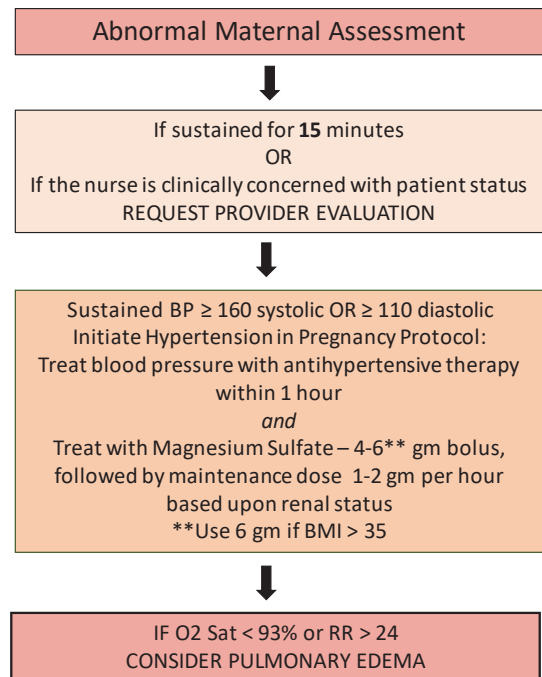 Abnormal Maternal Assessment
If sustained for 15 minutes
OR
If the nurse is clinically concerned with patient status
REQUEST PROVIDER EVALUATION
Sustained BP ≥ 160 systolic OR ≥ 110 diastolic
Initiate Hypertension in Pregnancy Protocol:
Treat blood pressure with antihypertensive therapy
within 1 hour
and
Treat with Magnesium Sulfate – 4-6** gm bolus,
followed by maintenance dose 1-2 gm per hour
based upon renal status
**Use 6 gm if BMI > 35
IF O2 Sat < 93% or RR > 24
CONSIDER PULMONARY EDEMA